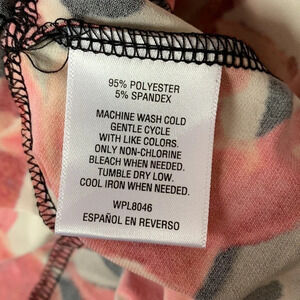 95% POLYESTER
5% SPANDEX
MACHINE WASH COLD
GENTLE CYCLE
WITH LIKE COLORS.
ONLY NON-CHLORINE
BLEACH WHEN NEEDED.
TUMBLE DRY LOW.
COOL IRON WHEN NEEDED.
WPL8046
ESPAÑOL EN REVERSO